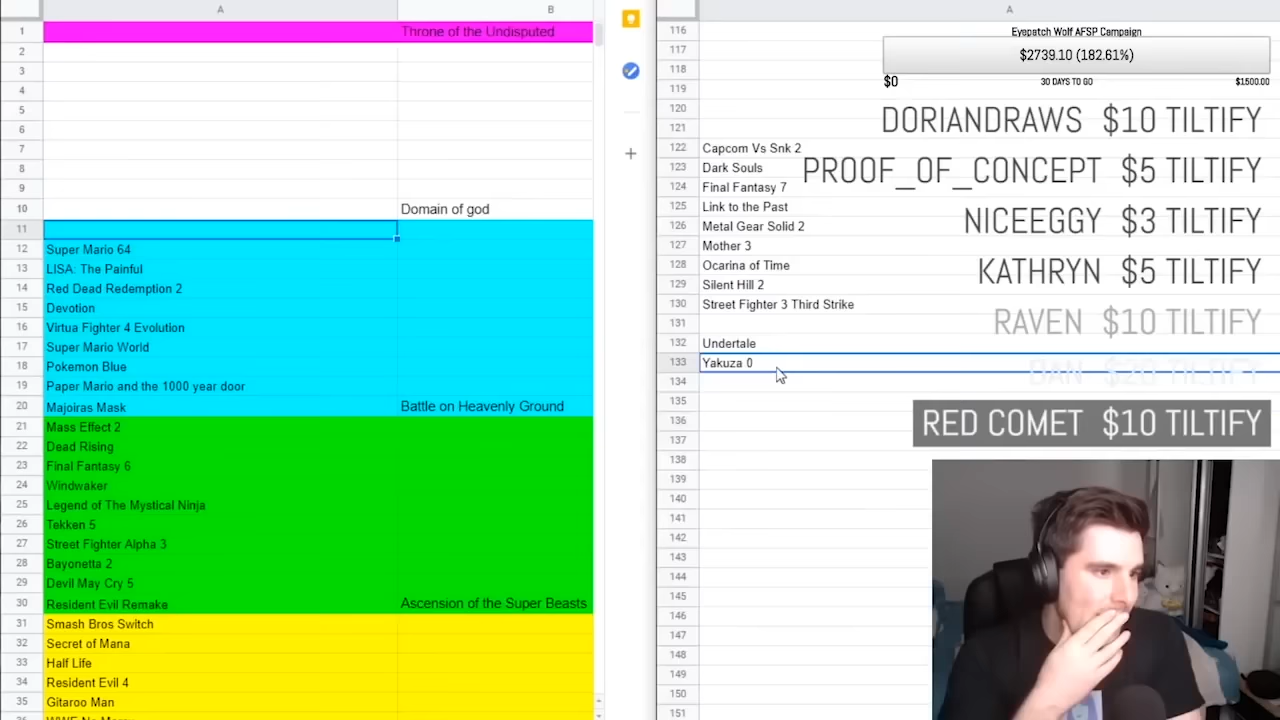 A
B
1
Throne of the Undisputed
2
3
4
5
6
7
8
9
10
Domain of god
11
12
Super Mario 64
13
LISA: The Painful
14
Red Dead Redemption 2
15
Devotion
16
Virtua Fighter 4 Evolution
17
Super Mario World
18
Pokemon Blue
19
Paper Mario and the 1000 year door
20
Majoiras Mask
Battle on Heavenly Ground
21
Mass Effect 2
22
Dead Rising
23
Final Fantasy 6
24
Windwaker
25
Legend of The Mystical Ninja
26
Tekken 5
27
Street Fighter Alpha 3
28
Bayonetta 2
29
Devil May Cry 5
30
Resident Evil Remake
Ascension of the Super Beasts
31
Smash Bros Switch
32
Secret of Mana
33
Half Life
34
Resident Evil 4
35
Gitaroo Man
A
116
117
118
119
120
121
122
Capcom Vs Snk 2
123
Dark Souls
124
Final Fantasy 7
125
Link to the Past
126
Metal Gear Solid 2
127
Mother 3
128
Ocarina of Time
129
Silent Hill 2
130
Street Fighter 3 Third Strike
131
132
Undertale
133
Yakuza 0
134
135
136
137
138
139
140
141
142
143
144
145
146
147
148
149
150
151
Eyepatch Wolf AFSP Campaign
$2739.10 (182.61%)
$0
30 DAYS TO GO
$1500.00
DORIANDRAWS $10 TILTIFY
PROOF_OF_CONCEPT $5 TILTIFY
NICEEGGY $3 TILTIFY
KATHRYN $5 TILTIFY
RAVEN $10 TILTIFY
DAN $20 TILTIFY
RED COMET $10 TILTIFY